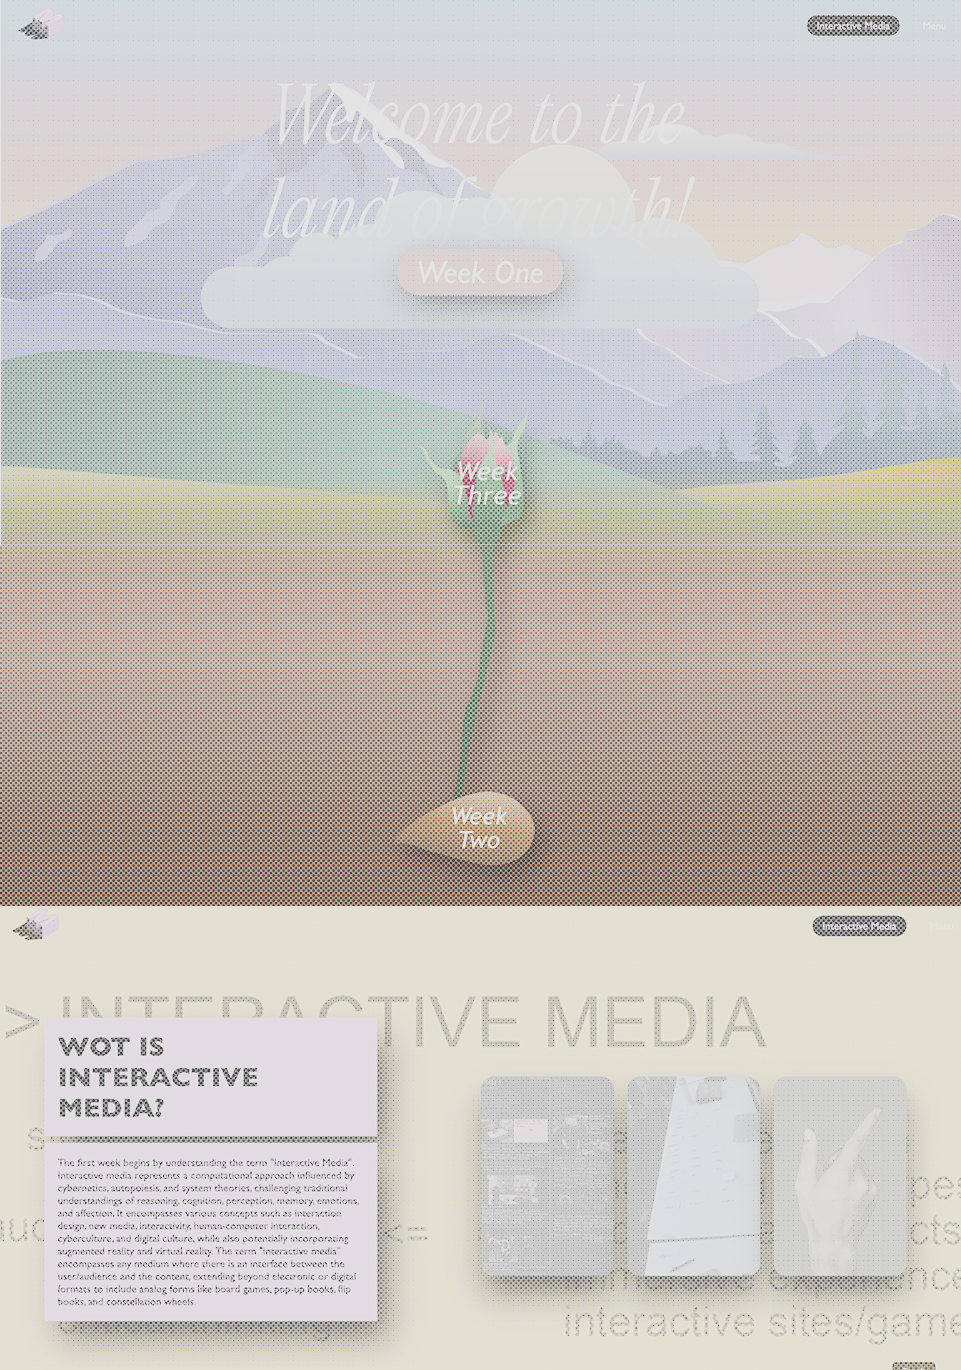 Interactive Media
Menu
Welcome to the
land of growth!
Week One
Week
Three
Week
Two
Interactive Media
Menu
> INTERACTIVE MEDIA
WOT IS
INTERACTIVE
MEDIA?
The first week begins by understanding the term "Interactive Media".
Interactive media represents a computational approach influenced by
cybernetics, autopoiesis, and system theories, challenging traditional
understandings of reasoning, cognition, perception, memory, emotions,
and affection. It encompasses various concepts such as interaction
design, new media, interactivity, human-computer interaction,
cyberculture, and digital culture, while also potentially incorporating
augmented reality and virtual reality. The term "interactive media"
encompasses any medium where there is an interface between the
user/audience and the content, extending beyond electronic or digital
formats to include analog forms like board games, pop-up books, flip
books, and constellation wheels.
interactive sites/game